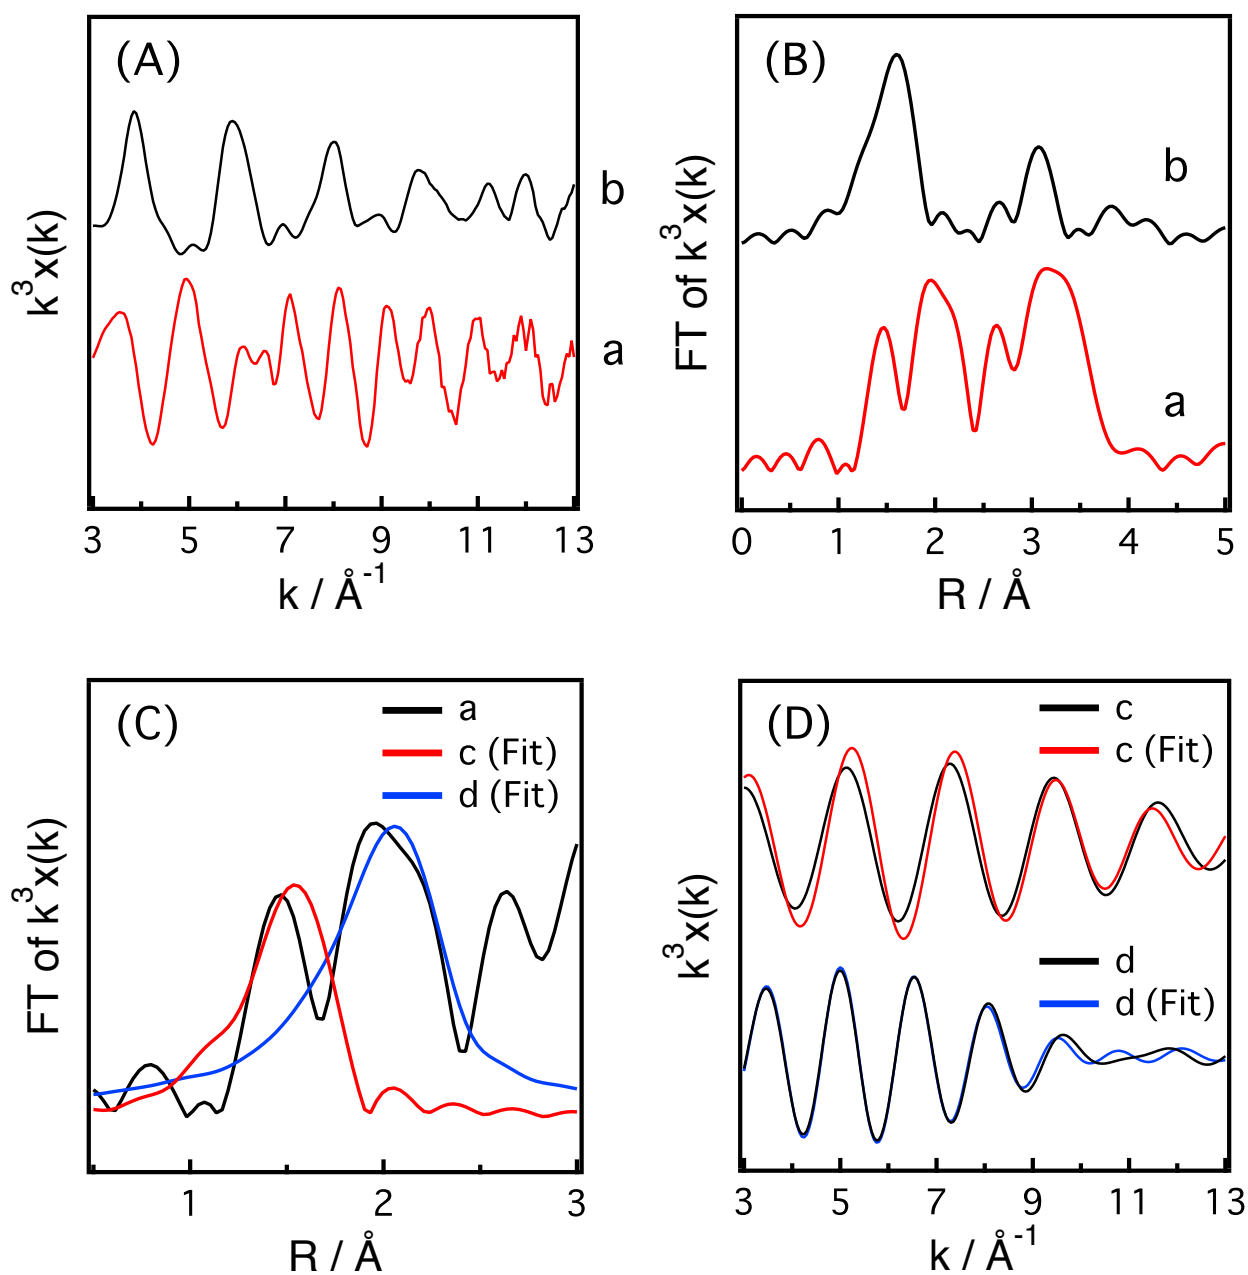 (A)
k³x(k)
b
a
3 5 7 9 11 13
k / Å⁻¹
(B)
FT of k³x(k)
b
a
0 1 2 3 4 5
R / Å
(C)
a
c (Fit)
d (Fit)
FT of k³x(k)
1 2 3
R / Å
(D)
c
c (Fit)
k³x(k)
d
d (Fit)
3 5 7 9 11 13
k / Å⁻¹